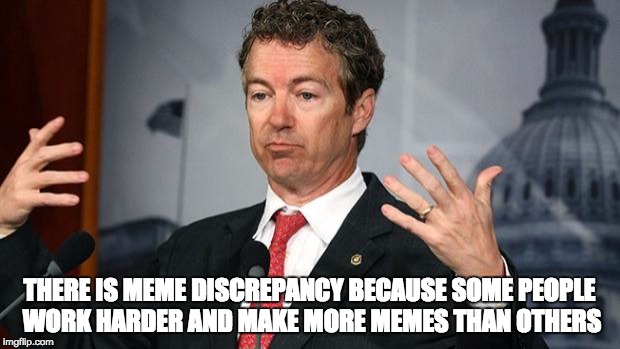 THERE IS MEME DISCREPANCY BECAUSE SOME PEOPLE
WORK HARDER AND MAKE MORE MEMES THAN OTHERS
imgflip.com